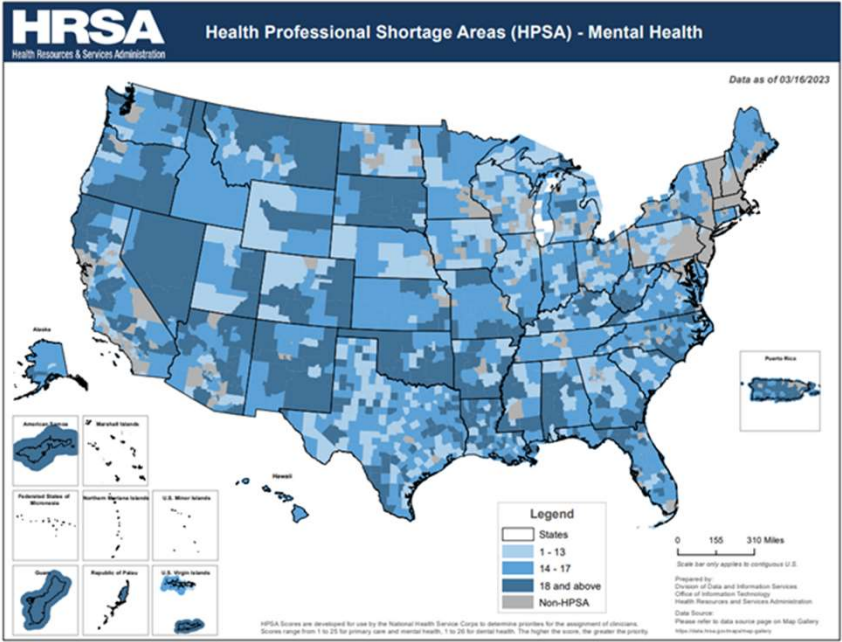 HRSA
Health Resources & Services Administration
Health Professional Shortage Areas (HPSA) - Mental Health
Data as of 03/16/2023
Alaska
Puerto Rico
American Samoa
Marshall Islands
Hawaii
Federated States of
Micronesia
Northern Mariana Islands
U.S. Minor Islands
Guam
Republic of Palau
U.S. Virgin Islands
Legend
States
1 - 13
14 - 17
18 and above
Non-HPSA
0 155 310 Miles
Scale bar only applies to contiguous U.S.
Prepared by:
Division of Data and Information Services
Office of Information Technology
Health Resources and Services Administration
Data Source:
Please refer to data source page on Map Gallery
HPSA Scores are developed for use by the National Health Service Corps to determine priorities for the assignment of clinicians.
Scores range from 1 to 25 for primary care and mental health, 1 to 26 for dental health. The higher the score, the greater the priority.